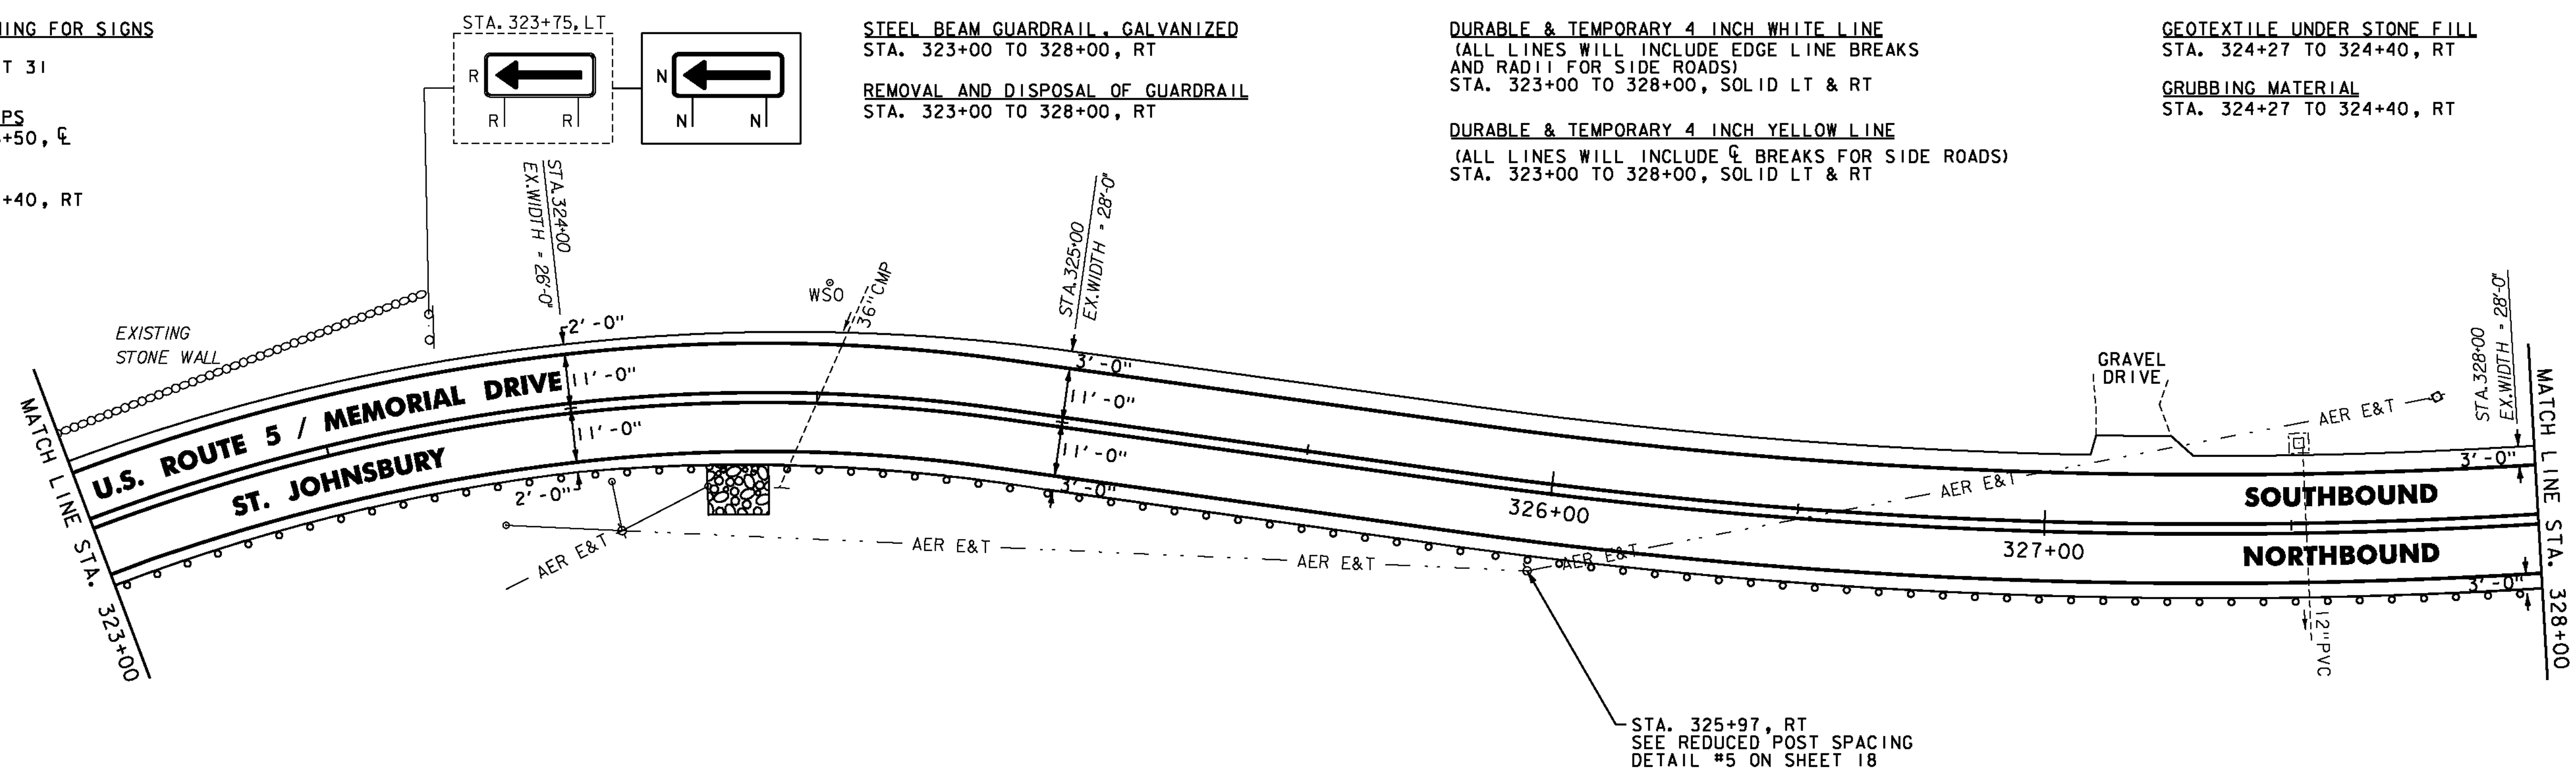 ING FOR SIGNS
T 31
PS
+50, ℄
+40, RT
STA. 323+75, LT
R
R R
N
N N
STEEL BEAM GUARDRAIL, GALVANIZED
STA. 323+00 TO 328+00, RT
REMOVAL AND DISPOSAL OF GUARDRAIL
STA. 323+00 TO 328+00, RT
DURABLE & TEMPORARY 4 INCH WHITE LINE
(ALL LINES WILL INCLUDE EDGE LINE BREAKS
AND RADII FOR SIDE ROADS)
STA. 323+00 TO 328+00, SOLID LT & RT
DURABLE & TEMPORARY 4 INCH YELLOW LINE
(ALL LINES WILL INCLUDE ℄ BREAKS FOR SIDE ROADS)
STA. 323+00 TO 328+00, SOLID LT & RT
GEOTEXTILE UNDER STONE FILL
STA. 324+27 TO 324+40, RT
GRUBBING MATERIAL
STA. 324+27 TO 324+40, RT
MATCH LINE STA. 323+00
EXISTING
STONE WALL
STA.324+00
EX.WIDTH = 26'-0"
2'-0"
11'-0"
11'-0"
2'-0"
WSO
36"CMP
STA.325+00
EX.WIDTH = 28'-0"
3'-0"
11'-0"
11'-0"
3'-0"
U.S. ROUTE 5 / MEMORIAL DRIVE
ST. JOHNSBURY
AER E&T
AER E&T
AER E&T
AER E&T
AER E&T
AER E&T
326+00
327+00
GRAVEL
DRIVE
STA.328+00
EX.WIDTH = 28'-0"
3'-0"
SOUTHBOUND
NORTHBOUND
3'-0"
12"PVC
MATCH LINE STA. 328+00
STA. 325+97, RT
SEE REDUCED POST SPACING
DETAIL #5 ON SHEET 18